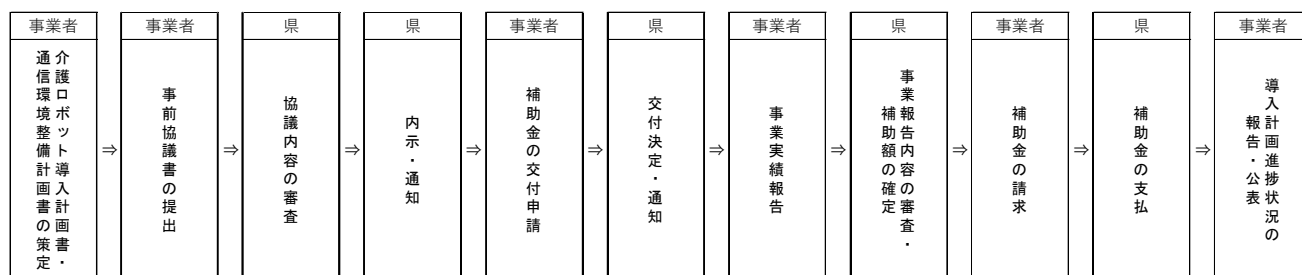 事業者
介護ロボット導入計画書・
通信環境整備計画書の策定
⇒
事業者
事前協議書の提出
⇒
県
協議内容の審査
⇒
県
内示・通知
⇒
事業者
補助金の交付申請
⇒
県
交付決定・通知
⇒
事業者
事業実績報告
⇒
県
事業報告内容の審査・
補助額の確定
⇒
事業者
補助金の請求
⇒
県
補助金の支払
⇒
事業者
導入計画進捗状況の
報告・公表